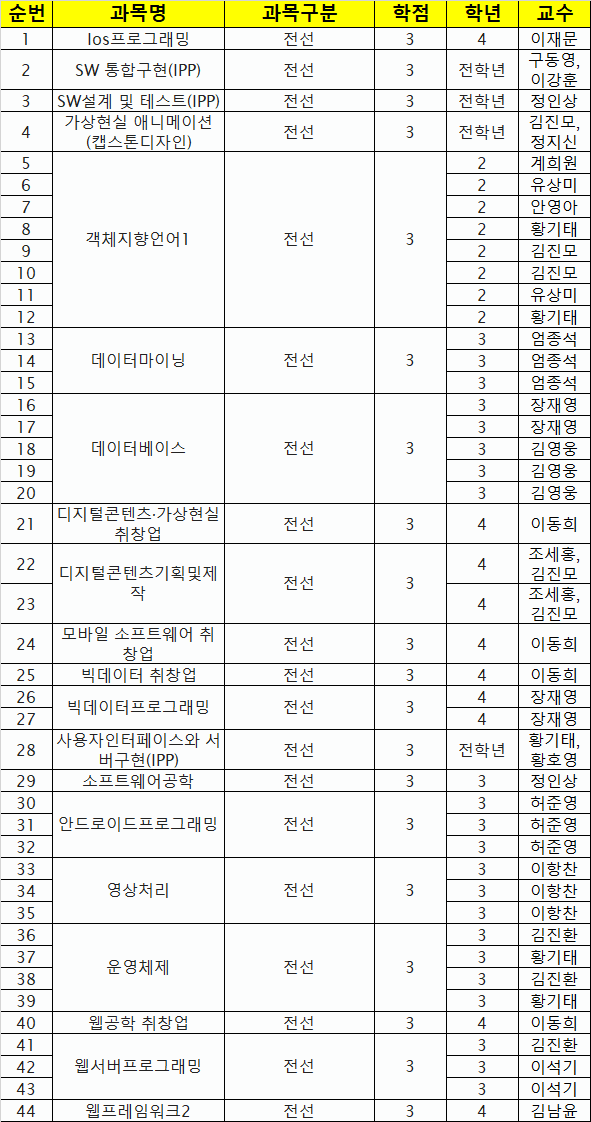 순번 과목명 과목구분 학점 학년 교수
1 Ios프로그래밍 전선 3 4 이재문
2 SW 통합구현(IPP) 전선 3 전학년 구동영,
이강훈
3 SW설계 및 테스트(IPP) 전선 3 전학년 정인상
4 가상현실 애니메이션 전선 3 전학년 김진모,
(캡스톤디자인) 정지신
5 2 계희원
6 2 유상미
7 2 안영아
8 객체지향언어1 전선 3 2 황기태
9 2 김진모
10 2 김진모
11 2 유상미
12 2 황기태
13 3 엄종석
14 데이터마이닝 전선 3 3 엄종석
15 3 엄종석
16 3 장재영
17 3 장재영
18 데이터베이스 전선 3 3 김영웅
19 3 김영웅
20 3 김영웅
21 디지털콘텐츠·가상현실 전선 3 4 이동희
취창업
22 디지털콘텐츠기획및제 전선 3 4 조세홍,
김진모
23 작 4 조세홍,
김진모
24 모바일 소프트웨어 취 전선 3 4 이동희
창업
25 빅데이터 취창업 전선 3 4 이동희
26 빅데이터프로그래밍 전선 3 4 장재영
27 4 장재영
28 사용자인터페이스와 서 전선 3 전학년 황기태,
버구현(IPP) 황호영
29 소프트웨어공학 전선 3 3 정인상
30 3 허준영
31 안드로이드프로그래밍 전선 3 3 허준영
32 3 허준영
33 3 이항찬
34 영상처리 전선 3 3 이항찬
35 3 이항찬
36 3 김진환
37 운영체제 전선 3 3 황기태
38 3 김진환
39 3 황기태
40 웹공학 취창업 전선 3 4 이동희
41 3 김진환
42 웹서버프로그래밍 전선 3 3 이석기
43 3 이석기
44 웹프레임워크2 전선 3 4 김남윤